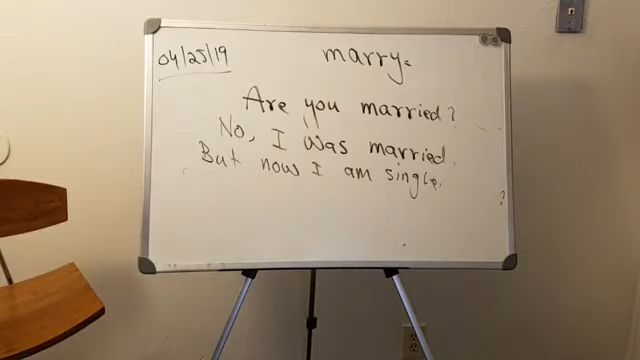 04/25/19
marry.
Are you married?
No, I was married.
But now I am single.
?